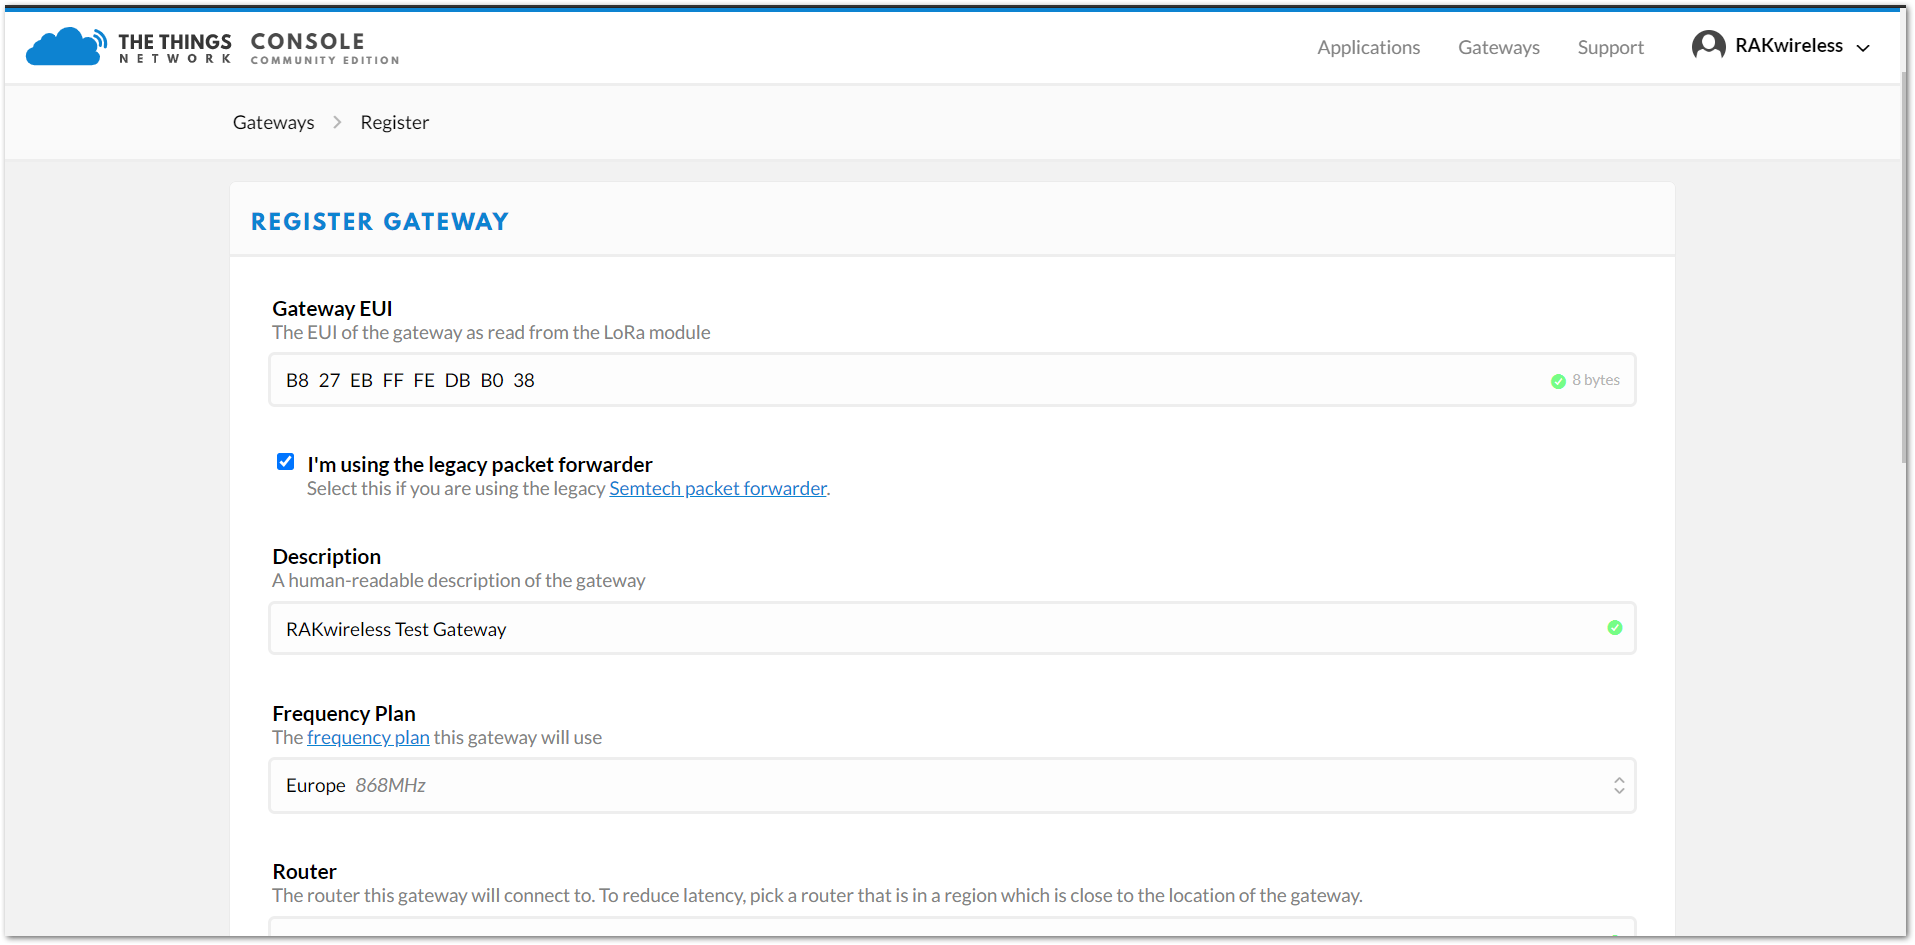 THE THINGS NETWORK CONSOLE COMMUNITY EDITION
Applications Gateways Support RAKwireless
Gateways Register
REGISTER GATEWAY
Gateway EUI
The EUI of the gateway as read from the LoRa module
B8 27 EB FF FE DB B0 38 8 bytes
I'm using the legacy packet forwarder
Select this if you are using the legacy Semtech packet forwarder.
Description
A human-readable description of the gateway
RAKwireless Test Gateway
Frequency Plan
The frequency plan this gateway will use
Europe 868MHz
Router
The router this gateway will connect to. To reduce latency, pick a router that is in a region which is close to the location of the gateway.